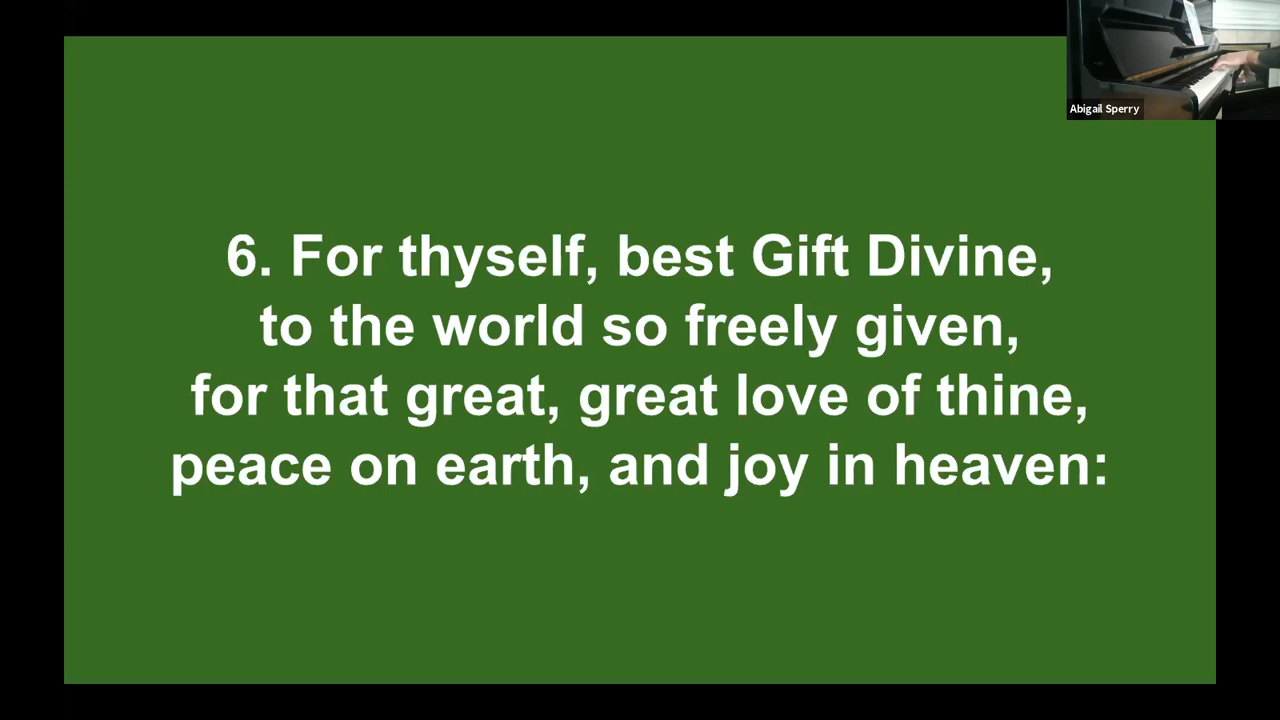 Abigail Sperry
6. For thyself, best Gift Divine,
to the world so freely given,
for that great, great love of thine,
peace on earth, and joy in heaven: